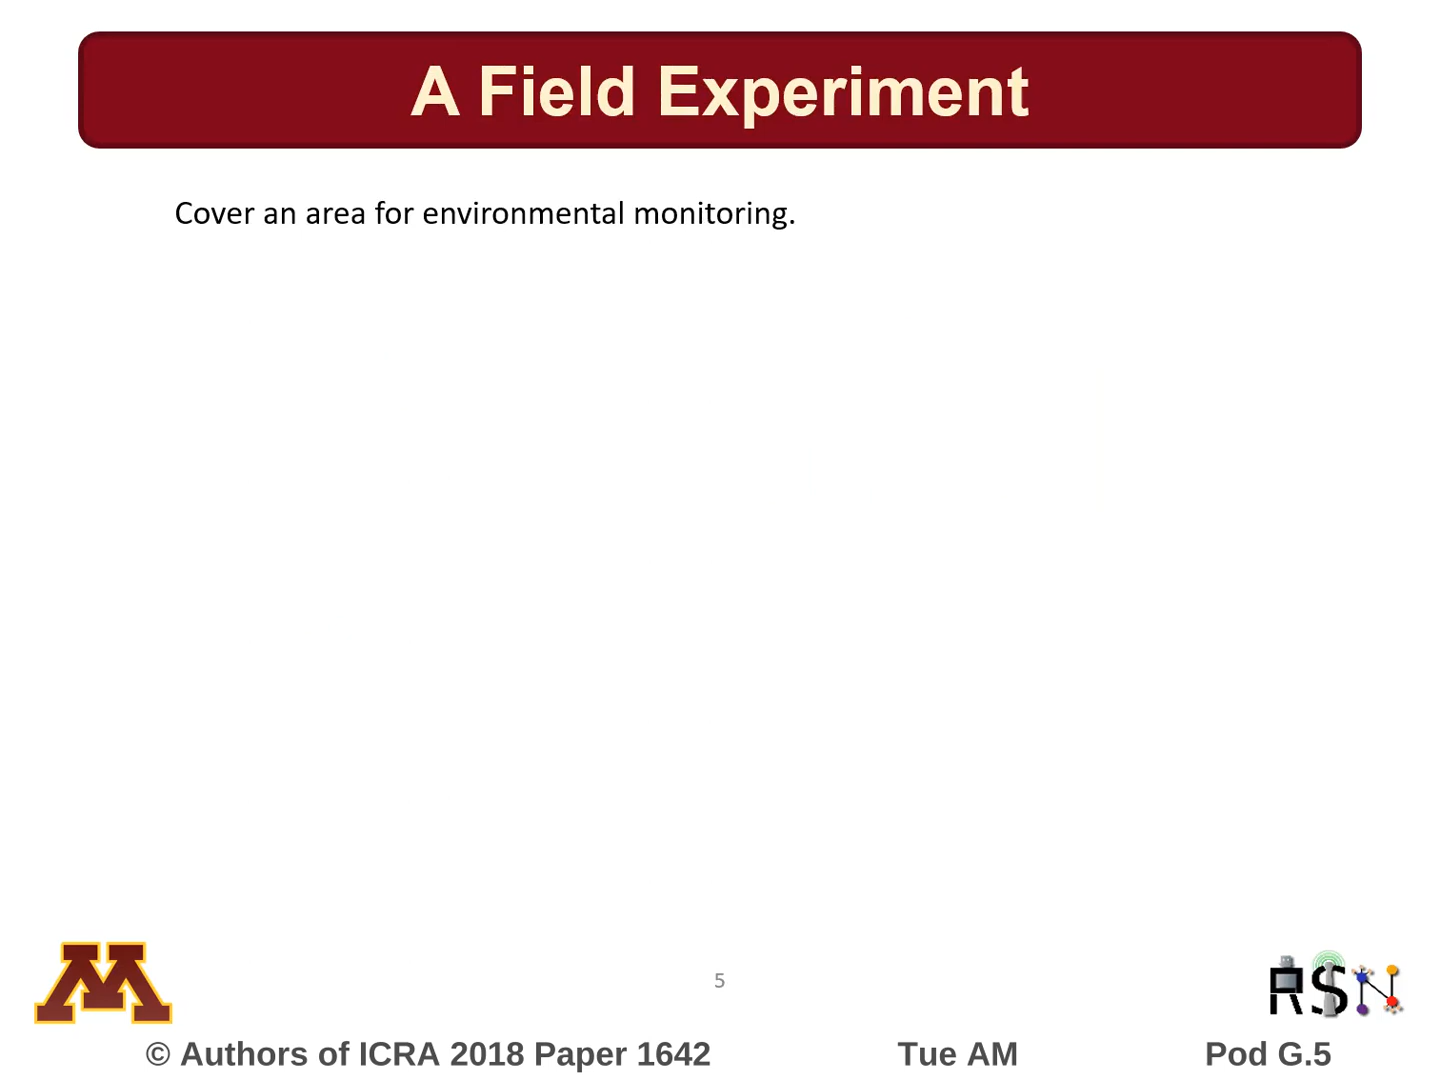 A Field Experiment
Cover an area for environmental monitoring.
5
M
RSN
© Authors of ICRA 2018 Paper 1642 Tue AM Pod G.5